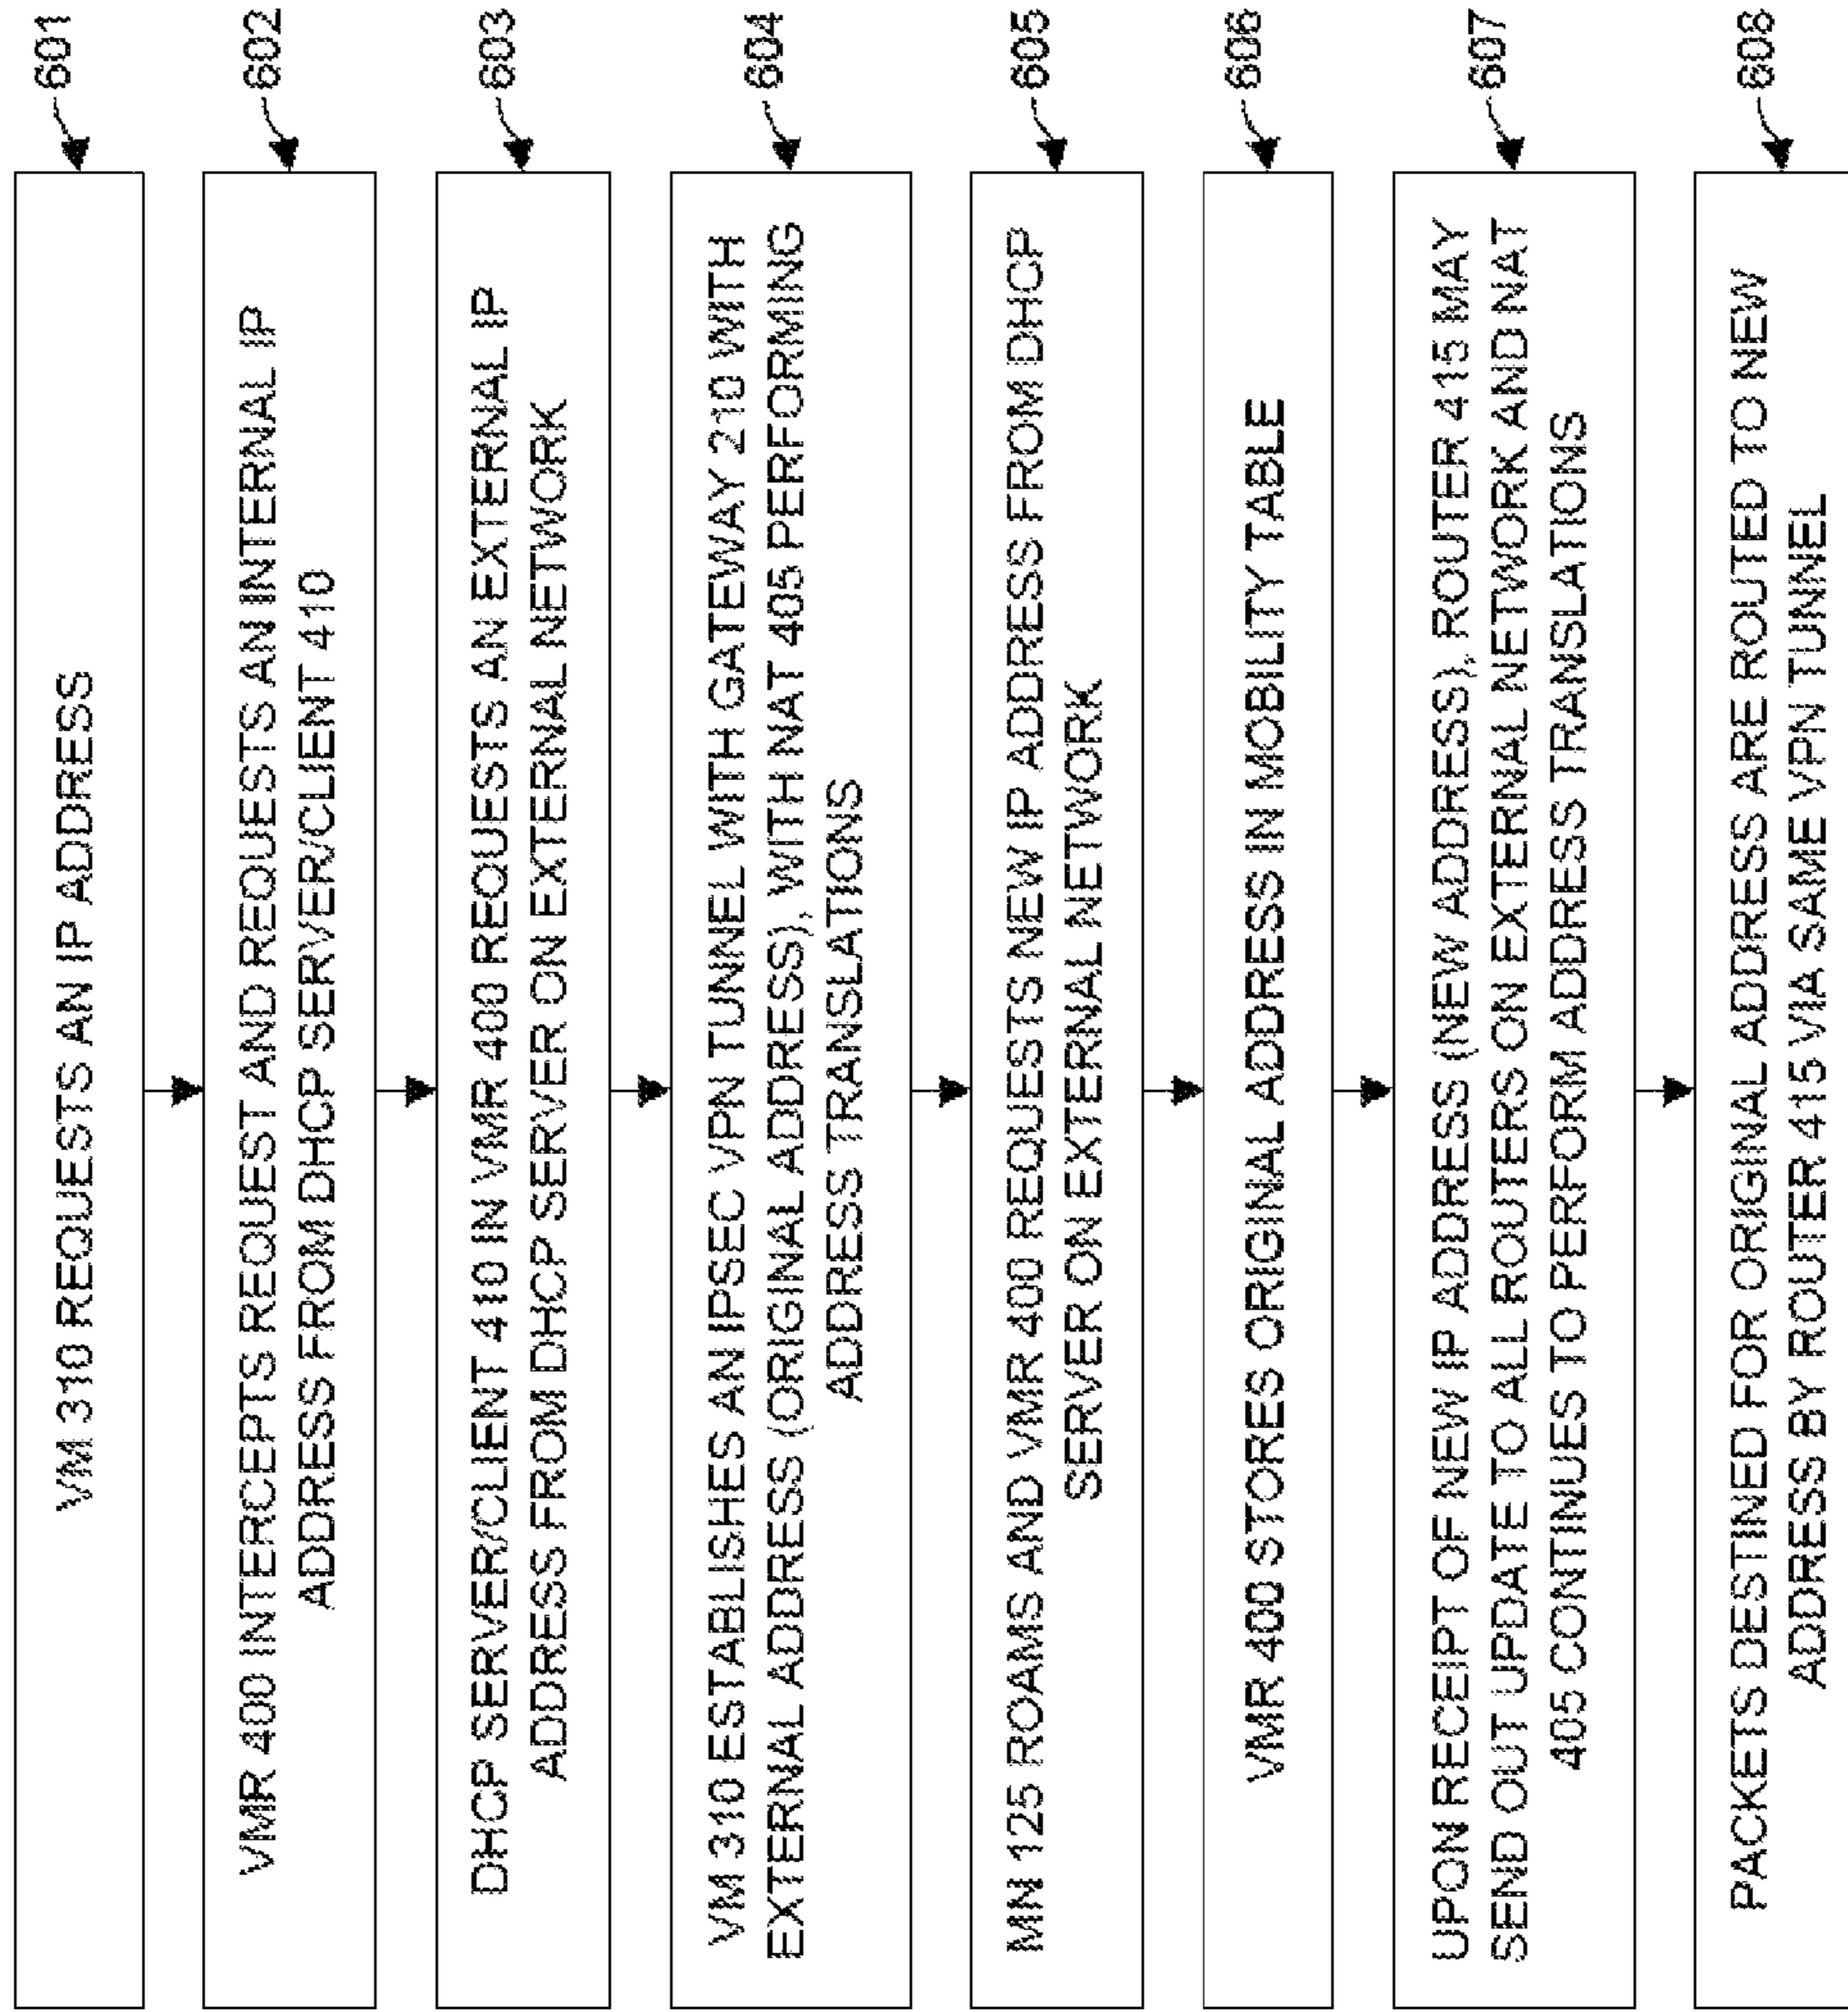 VM 310 REQUESTS AN IP ADDRESS
601
VMR 400 INTERCEPTS REQUEST AND REQUESTS AN INTERNAL IP
ADDRESS FROM DHCP SERVER/CLIENT 410
602
DHCP SERVER/CLIENT 410 IN VMR 400 REQUESTS AN EXTERNAL IP
ADDRESS FROM DHCP SERVER ON EXTERNAL NETWORK
603
VM 310 ESTABLISHES AN IPSEC VPN TUNNEL WITH GATEWAY 210 WITH
EXTERNAL ADDRESS (ORIGINAL ADDRESS), WITH NAT 405 PERFORMING
ADDRESS TRANSLATIONS
604
MN 125 ROAMS AND VMR 400 REQUESTS NEW IP ADDRESS FROM DHCP
SERVER ON EXTERNAL NETWORK
605
VMR 400 STORES ORIGINAL ADDRESS IN MOBILITY TABLE
606
UPON RECEIPT OF NEW IP ADDRESS (NEW ADDRESS), ROUTER 415 MAY
SEND OUT UPDATE TO ALL ROUTERS ON EXTERNAL NETWORK AND NAT
405 CONTINUES TO PERFORM ADDRESS TRANSLATIONS
607
PACKETS DESTINED FOR ORIGINAL ADDRESS ARE ROUTED TO NEW
ADDRESS BY ROUTER 415 VIA SAME VPN TUNNEL
608